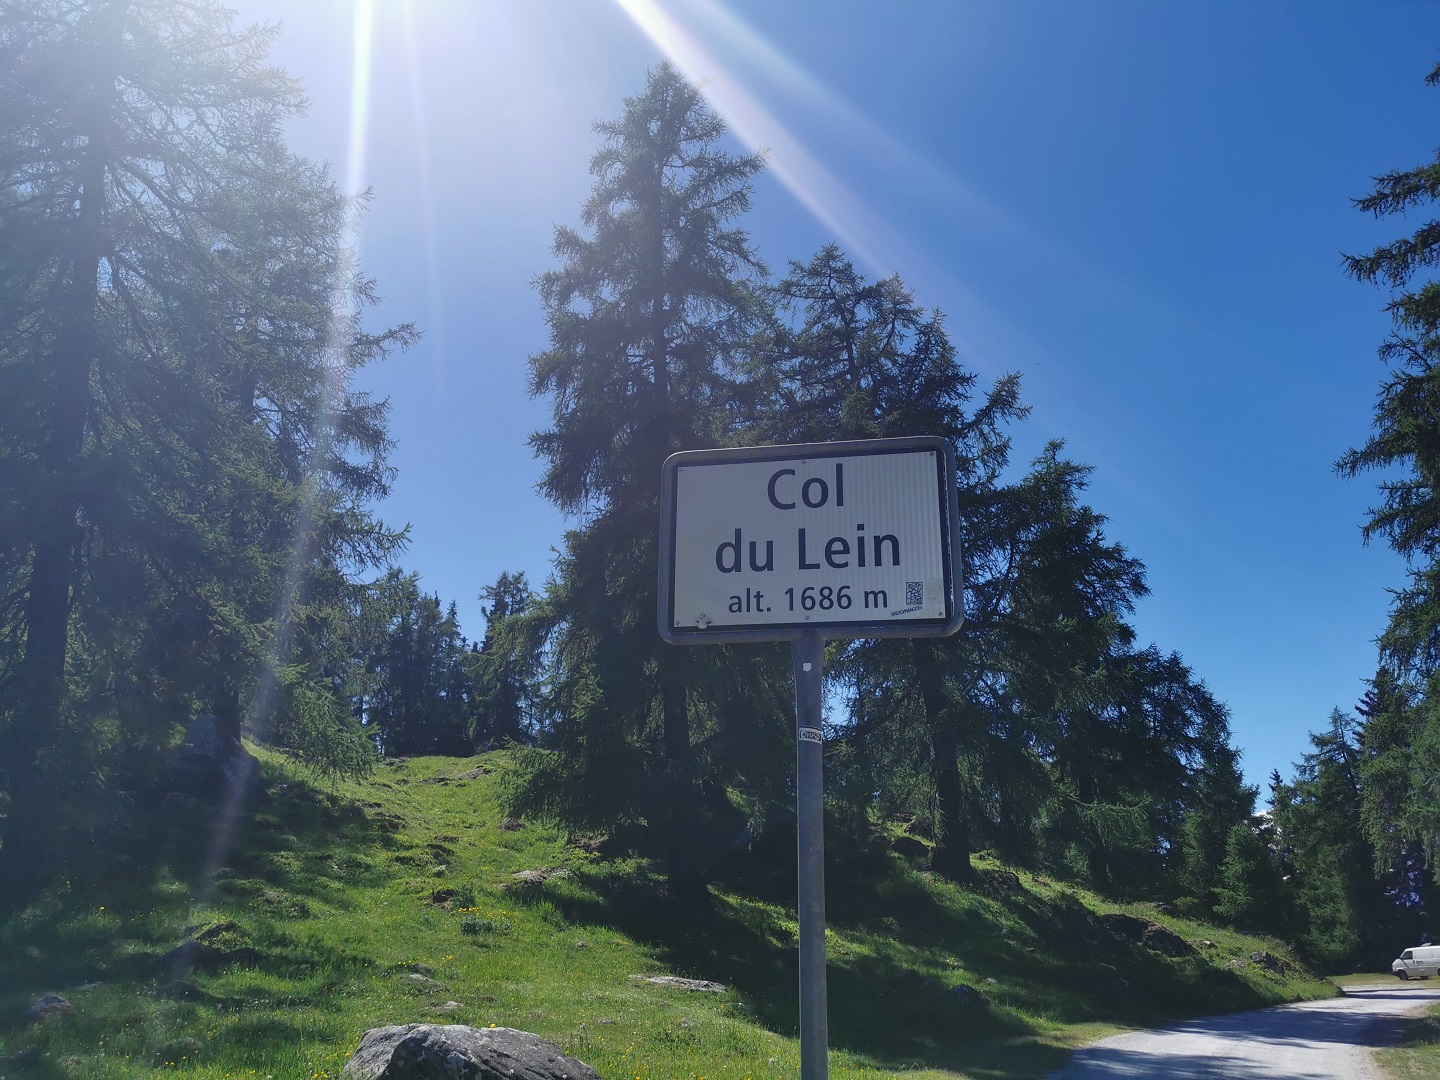 Col
du Lein
alt. 1686 m